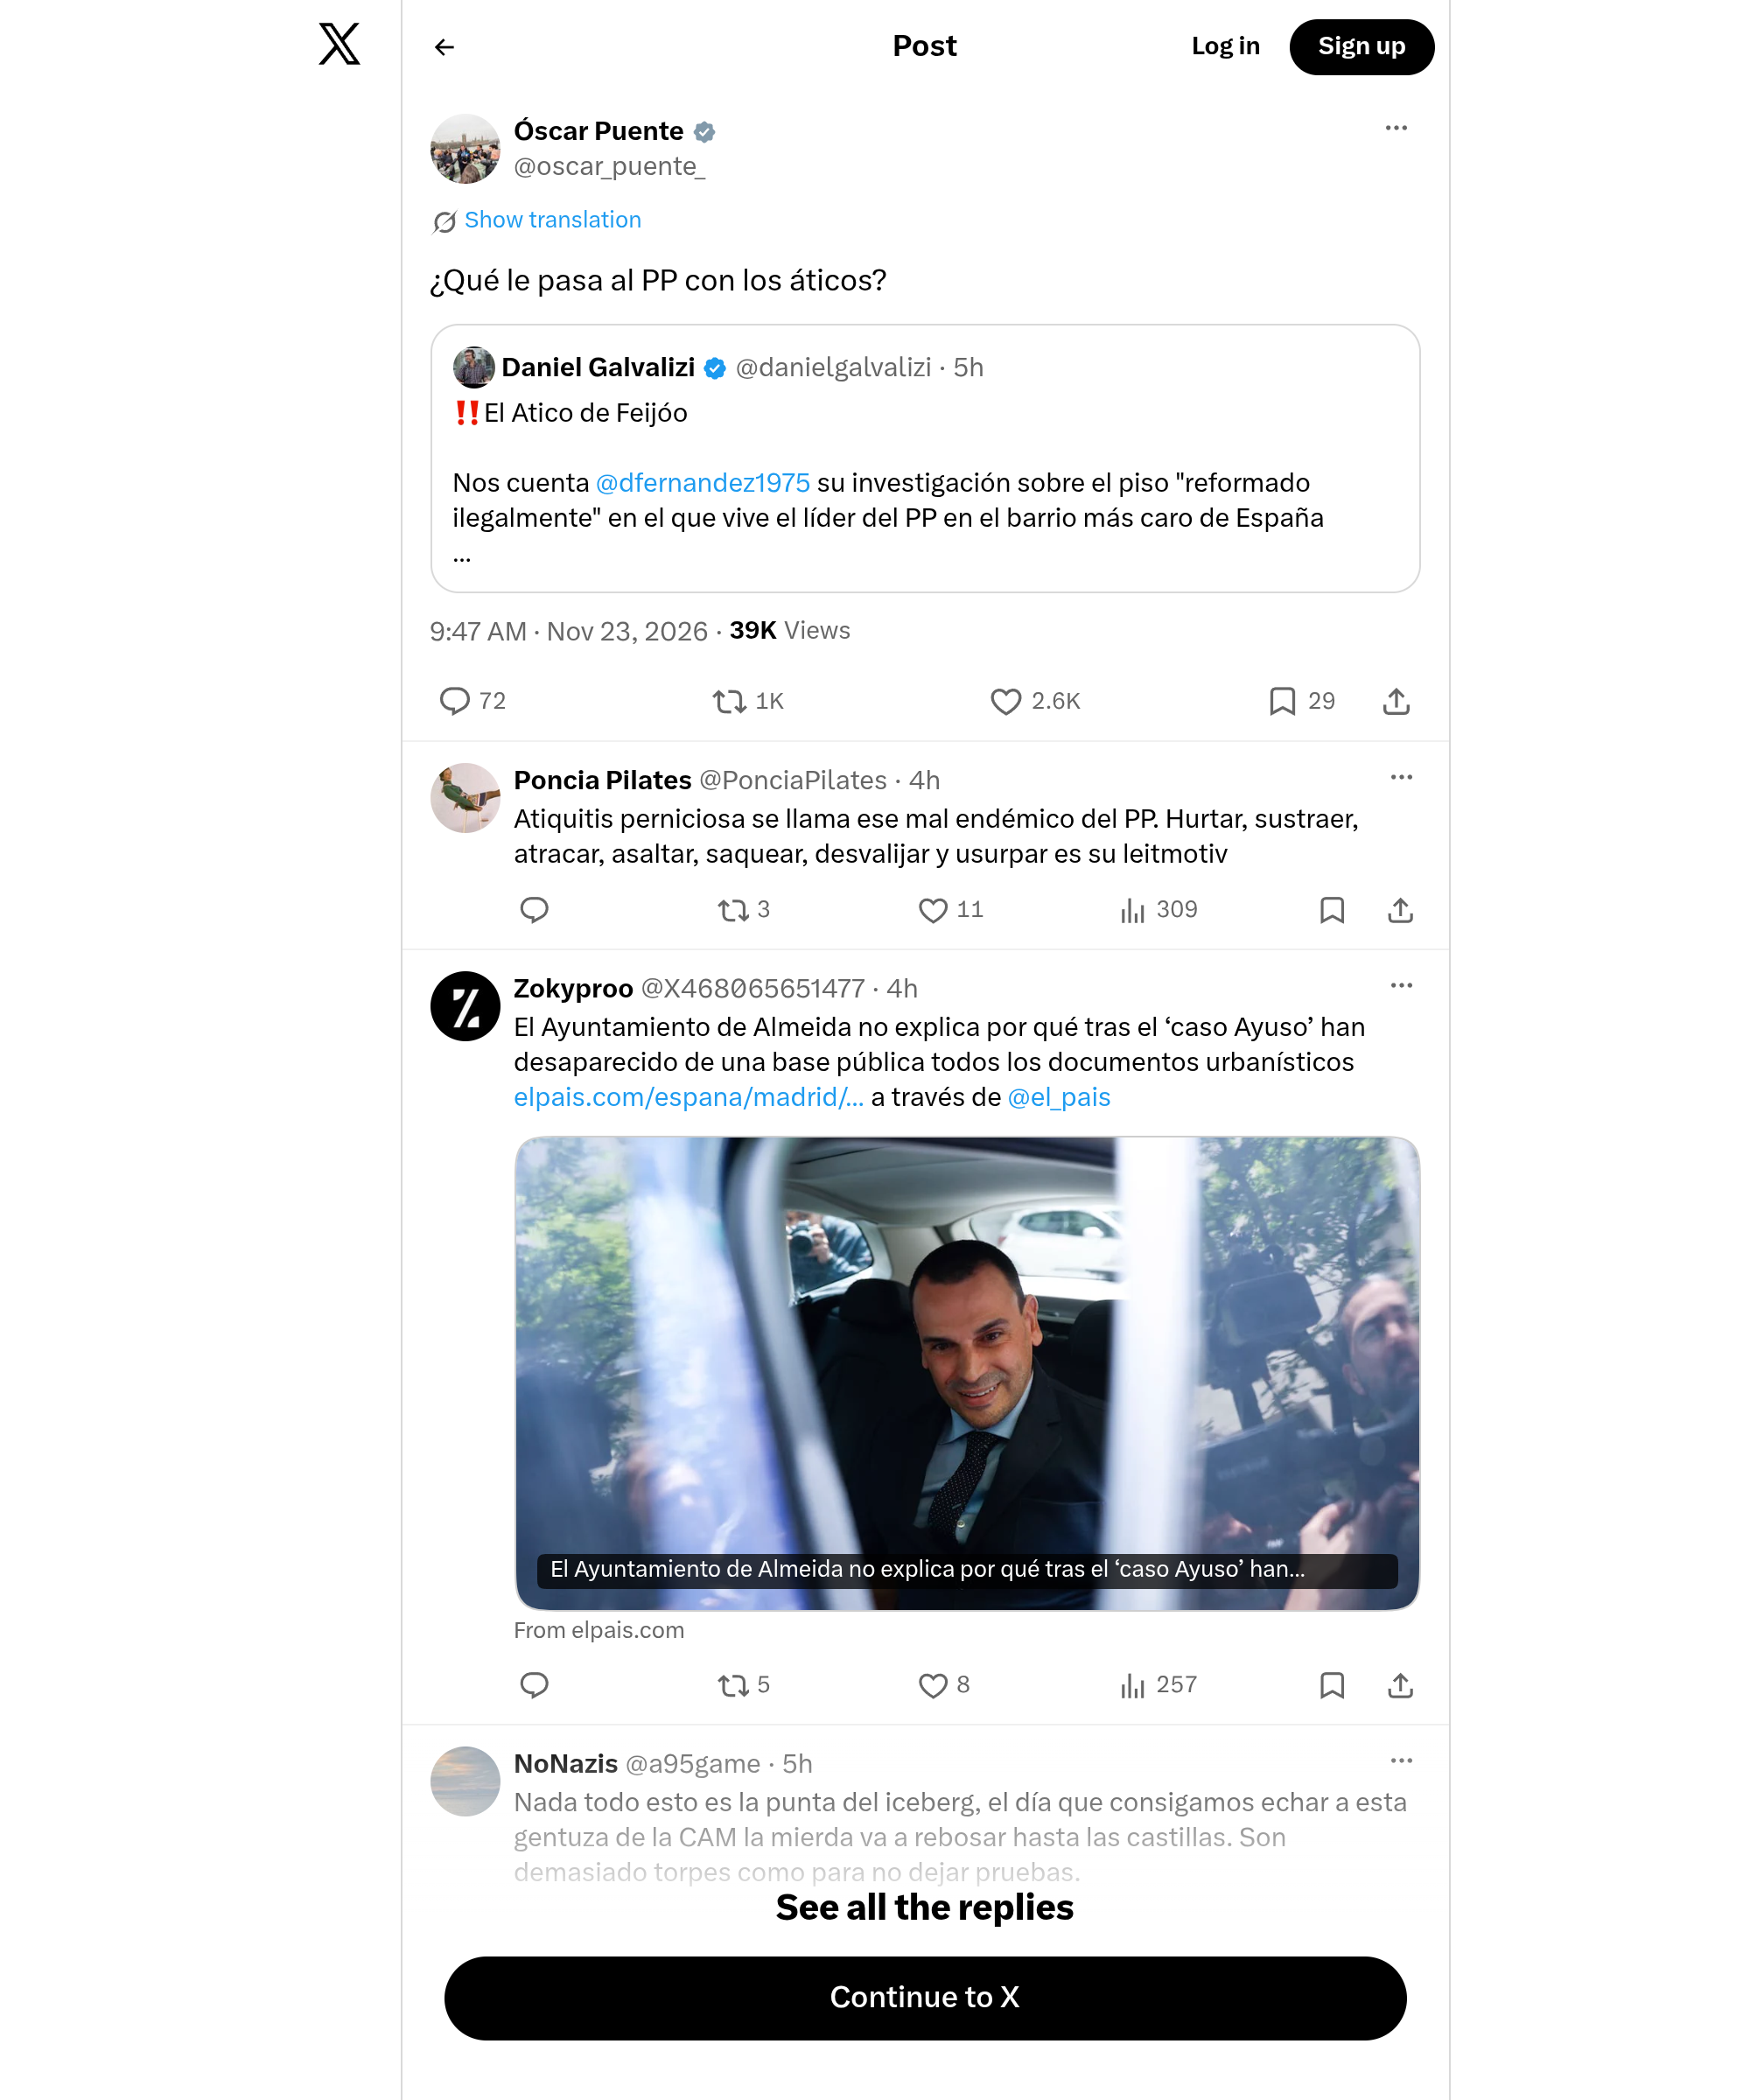 Post
Log in
Sign up
Óscar Puente
@oscar_puente_
Show translation
¿Qué le pasa al PP con los áticos?
Daniel Galvalizi @danielgalvalizi · 5h
‼️El Atico de Feijóo
Nos cuenta @dfernandez1975 su investigación sobre el piso "reformado
ilegalmente" en el que vive el líder del PP en el barrio más caro de España
...
9:47 AM · Nov 23, 2026 · 39K Views
72
1K
2.6K
29
Poncia Pilates @PonciaPilates · 4h
Atiquitis perniciosa se llama ese mal endémico del PP. Hurtar, sustraer,
atracar, asaltar, saquear, desvalijar y usurpar es su leitmotiv
3
11
309
Zokyproo @X468065651477 · 4h
El Ayuntamiento de Almeida no explica por qué tras el ‘caso Ayuso’ han
desaparecido de una base pública todos los documentos urbanísticos
elpais.com/espana/madrid/... a través de @el_pais
El Ayuntamiento de Almeida no explica por qué tras el ‘caso Ayuso’ han...
From elpais.com
5
8
257
NoNazis @a95game · 5h
Nada todo esto es la punta del iceberg, el día que consigamos echar a esta
gentuza de la CAM la mierda va a rebosar hasta las castillas. Son
demasiado torpes como para no dejar pruebas.
See all the replies
Continue to X